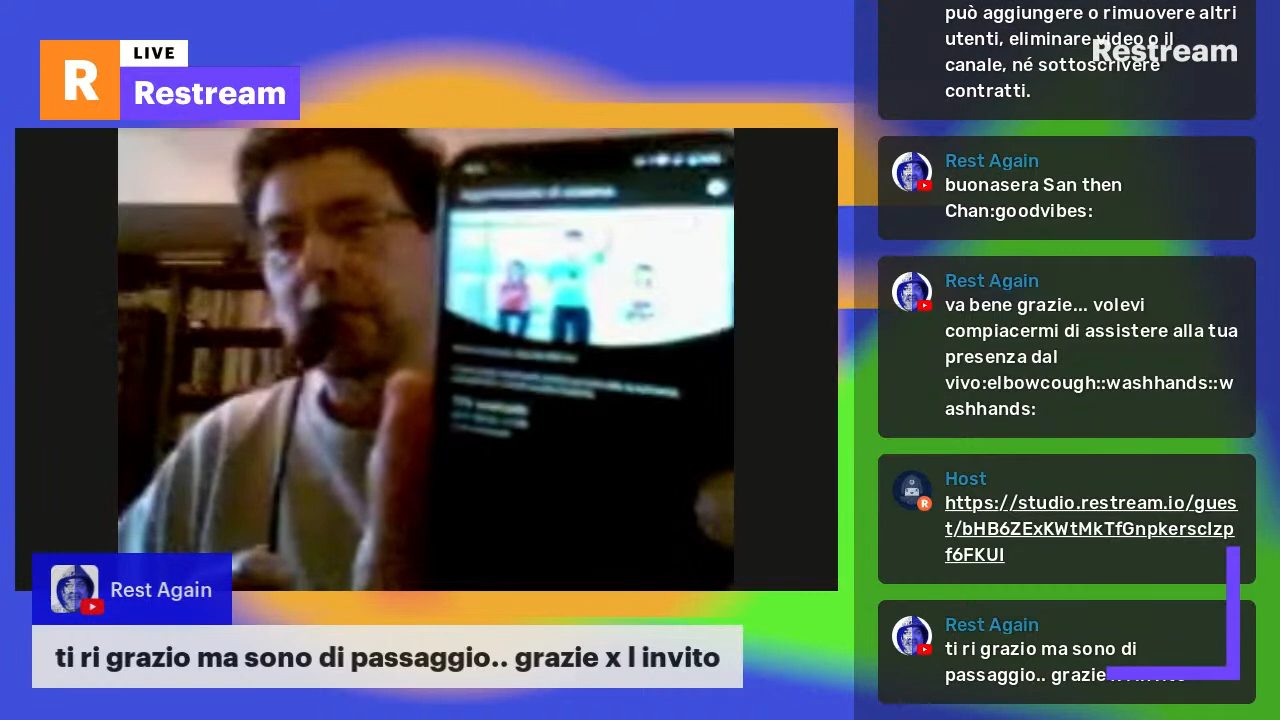 LIVE
R
Restream
Rest Again
ti ri grazio ma sono di passaggio.. grazie x l invito
Restream
può aggiungere o rimuovere altri
utenti, eliminare video o il
canale, né sottoscrivere
contratti.
Rest Again
buonasera San then
Chan:goodvibes:
Rest Again
va bene grazie... volevi
compiacermi di assistere alla tua
presenza dal
vivo:elbowcough::washhands::w
ashhands:
Host
https://studio.restream.io/gues
t/bHB6ZExKWtMkTfGnpkersclzp
f6FKUI
Rest Again
ti ri grazio ma sono di
passaggio.. grazie x l invito